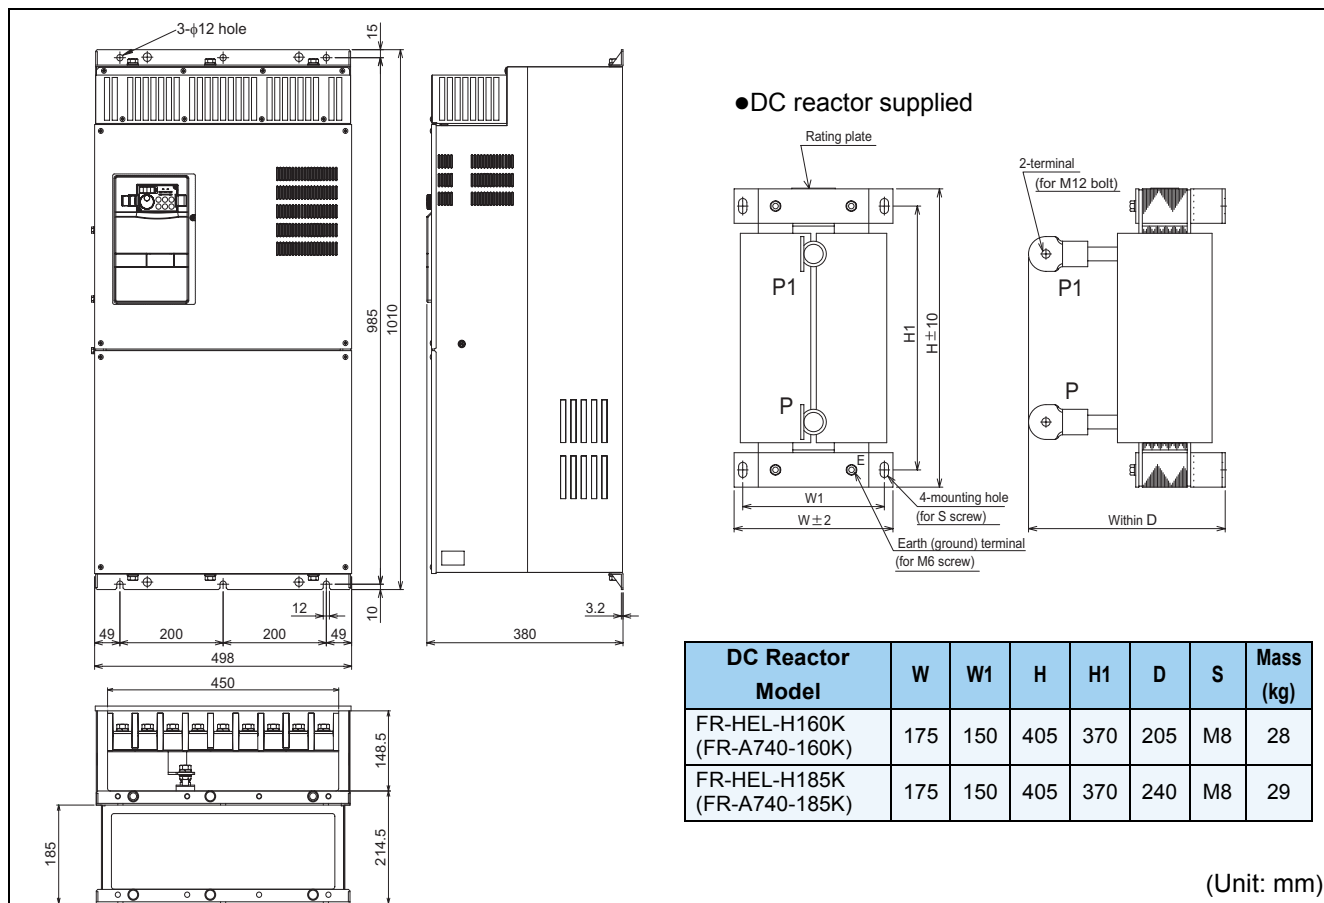 3-φ12 hole
15
985
1010
10
12
49
200
200
49
498
3.2
380
450
148.5
214.5
185
●DC reactor supplied
Rating plate
P1
P
E
H1
H±10
W1
W±2
4-mounting hole
(for S screw)
Earth (ground) terminal
(for M6 screw)
2-terminal
(for M12 bolt)
P1
P
Within D
DC Reactor Model W W1 H H1 D S Mass (kg)
FR-HEL-H160K
(FR-A740-160K) 175 150 405 370 205 M8 28
FR-HEL-H185K
(FR-A740-185K) 175 150 405 370 240 M8 29
(Unit: mm)